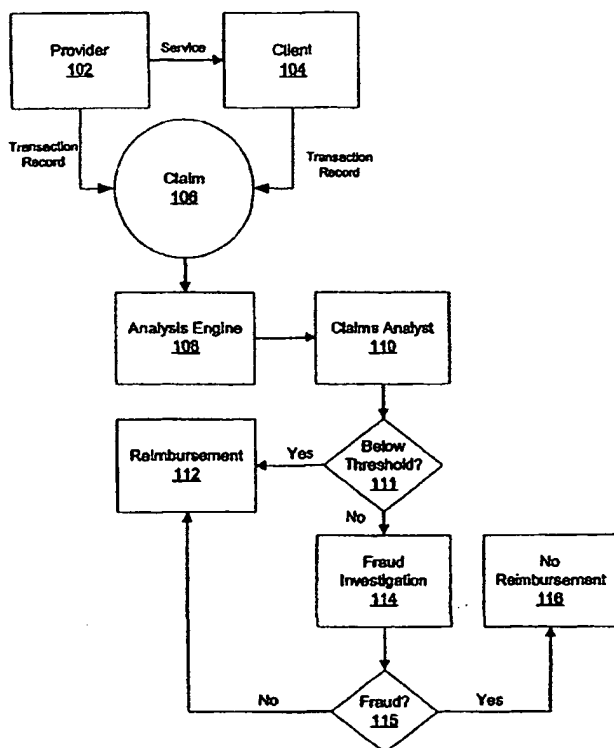 Provider
102
Service
Client
104
Transaction
Record
Transaction
Record
Claim
106
Analysis Engine
108
Claims Analyst
110
Reimbursement
112
Yes
Below
Threshold?
111
No
Fraud
Investigation
114
No
Reimbursement
116
No
Fraud?
115
Yes